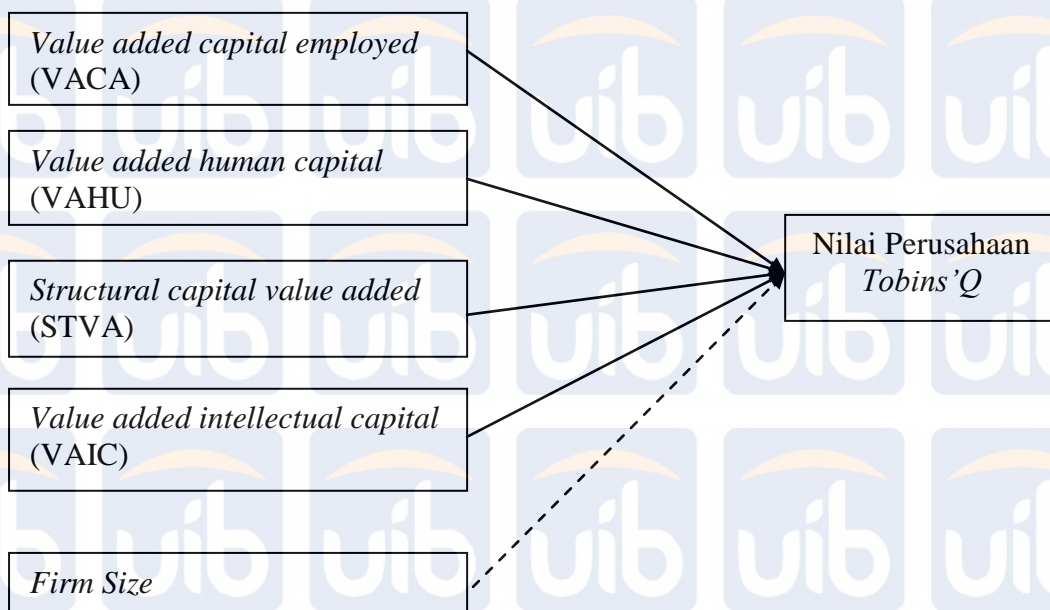 Value added capital employed
(VACA)
Value added human capital
(VAHU)
Structural capital value added
(STVA)
Value added intellectual capital
(VAIC)
Firm Size
Nilai Perusahaan
Tobins’Q